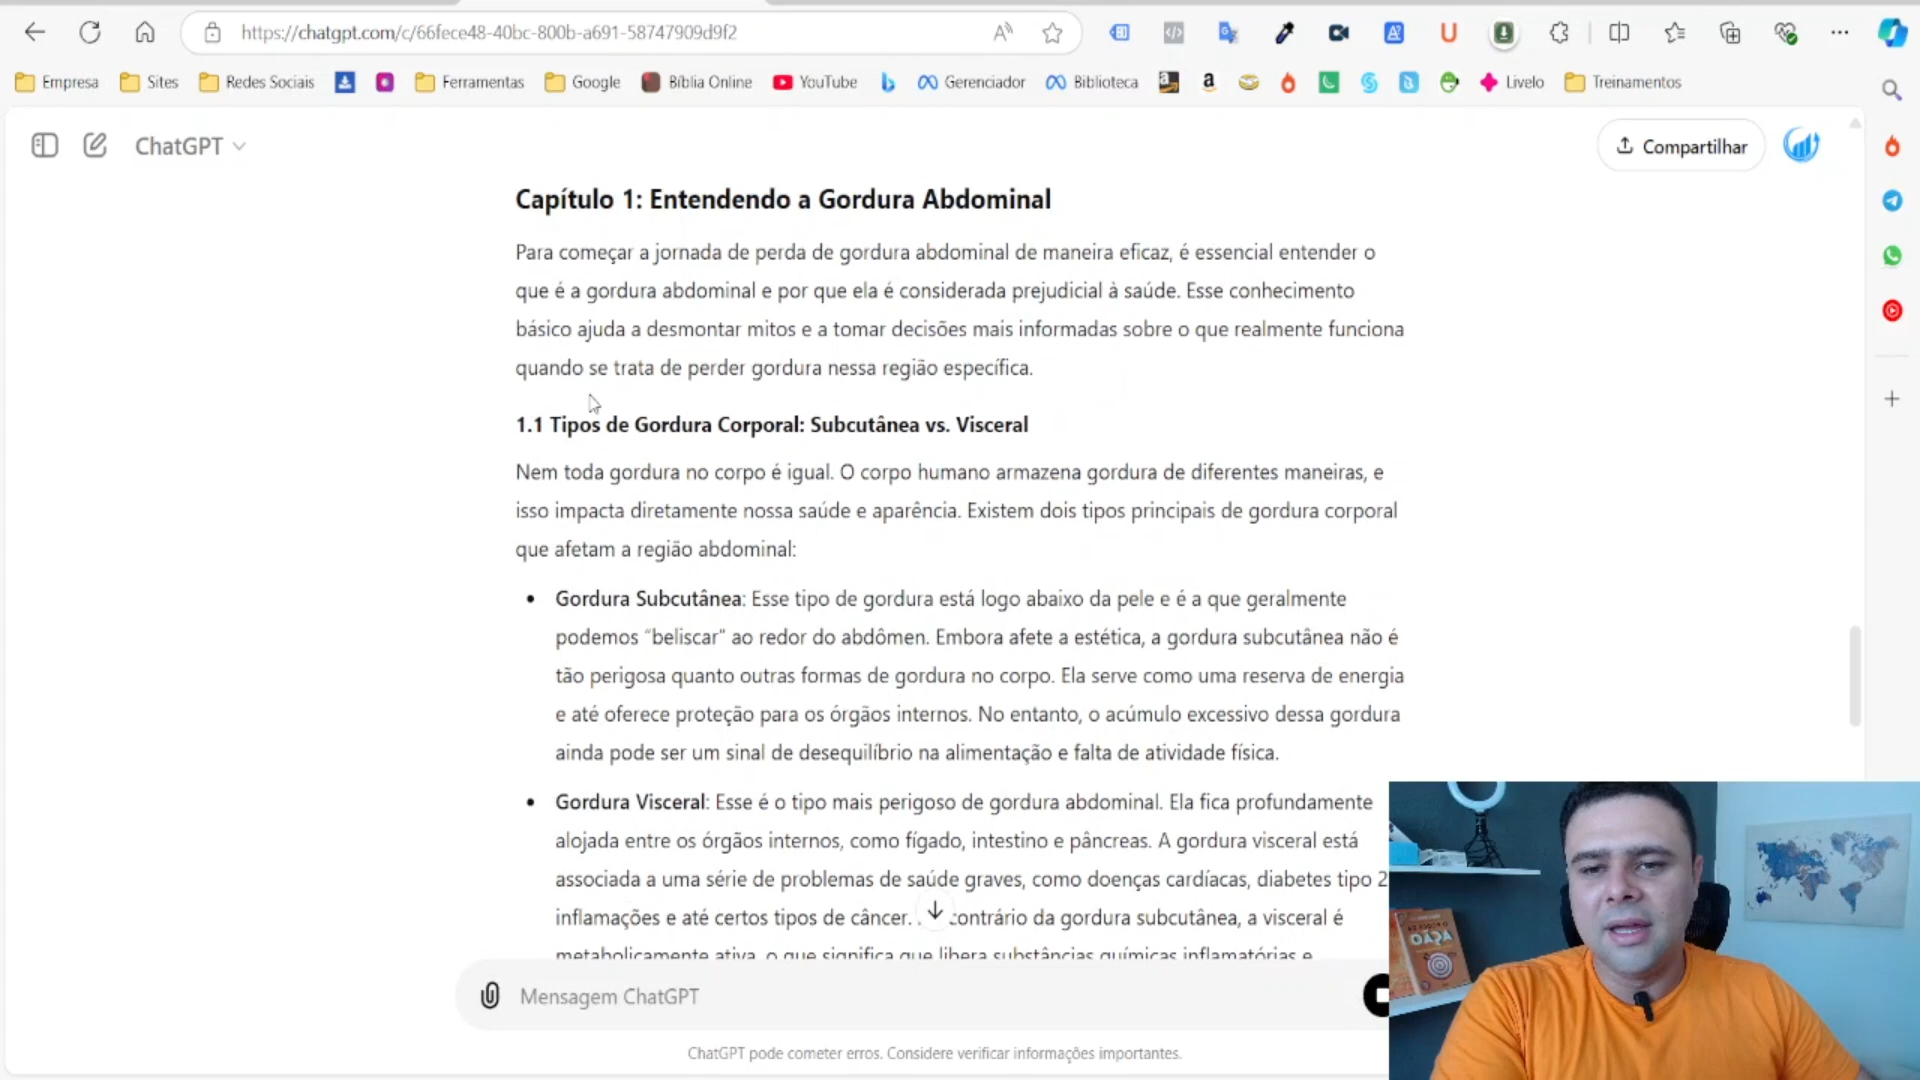 https://chatgpt.com/c/66fece48-40bc-800b-a691-58747909d9f2
Empresa Sites Redes Sociais Ferramentas Google Bíblia Online YouTube Gerenciador Biblioteca Livelo Treinamentos
ChatGPT
Compartilhar
Capítulo 1: Entendendo a Gordura Abdominal
Para começar a jornada de perda de gordura abdominal de maneira eficaz, é essencial entender o
que é a gordura abdominal e por que ela é considerada prejudicial à saúde. Esse conhecimento
básico ajuda a desmontar mitos e a tomar decisões mais informadas sobre o que realmente funciona
quando se trata de perder gordura nessa região específica.
1.1 Tipos de Gordura Corporal: Subcutânea vs. Visceral
Nem toda gordura no corpo é igual. O corpo humano armazena gordura de diferentes maneiras, e
isso impacta diretamente nossa saúde e aparência. Existem dois tipos principais de gordura corporal
que afetam a região abdominal:
• Gordura Subcutânea: Esse tipo de gordura está logo abaixo da pele e é a que geralmente
podemos “beliscar” ao redor do abdômen. Embora afete a estética, a gordura subcutânea não é
tão perigosa quanto outras formas de gordura no corpo. Ela serve como uma reserva de energia
e até oferece proteção para os órgãos internos. No entanto, o acúmulo excessivo dessa gordura
ainda pode ser um sinal de desequilíbrio na alimentação e falta de atividade física.
• Gordura Visceral: Esse é o tipo mais perigoso de gordura abdominal. Ela fica profundamente
alojada entre os órgãos internos, como fígado, intestino e pâncreas. A gordura visceral está
associada a uma série de problemas de saúde graves, como doenças cardíacas, diabetes tipo 2
inflamações e até certos tipos de câncer. contrário da gordura subcutânea, a visceral é
metabolicamente ativa, o que significa que libera substâncias químicas inflamatórias e
Mensagem ChatGPT
ChatGPT pode cometer erros. Considere verificar informações importantes.
AÇÃO